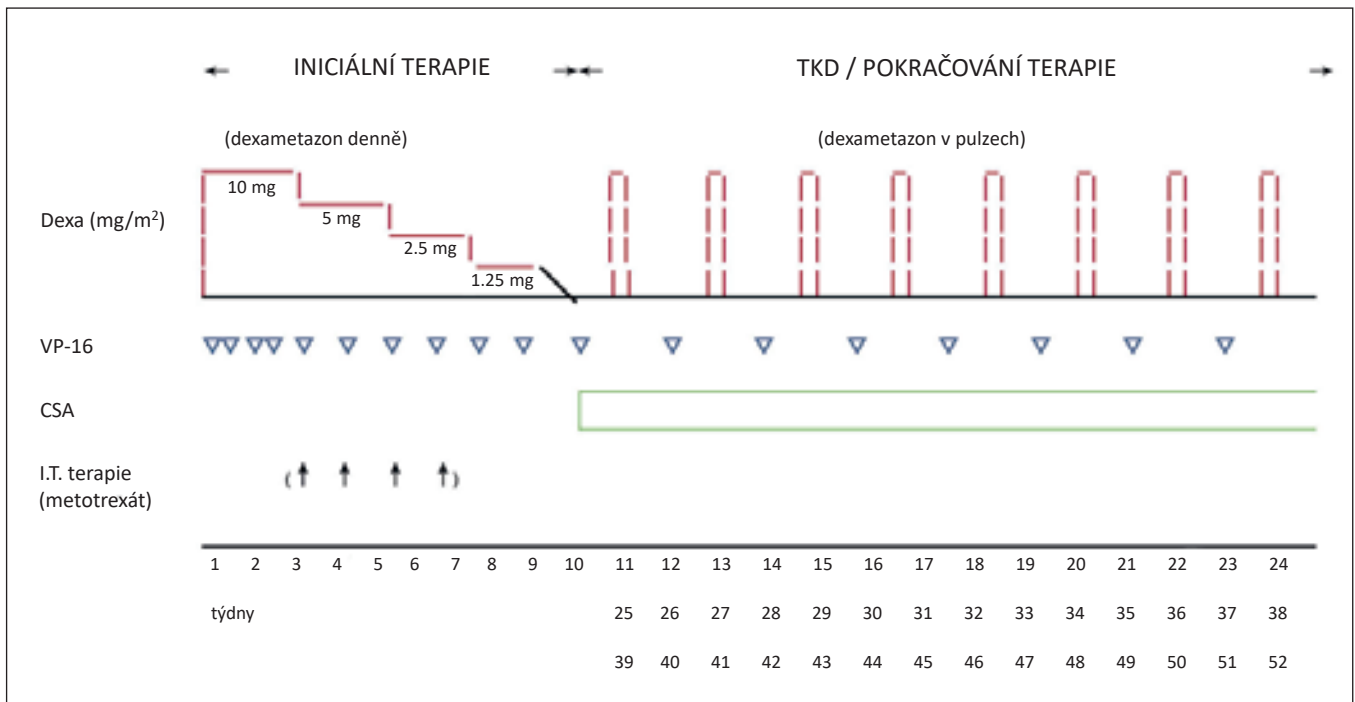 INICIÁLNÍ TERAPIE TKD / POKRAČOVÁNÍ TERAPIE
(dexametazon denně) (dexametazon v pulzech)
10 mg
Dexa (mg/m²)
5 mg
2.5 mg
1.25 mg
VP-16
CSA
I.T. terapie
(metotrexát)
( )
1 2 3 4 5 6 7 8 9 10 11 12 13 14 15 16 17 18 19 20 21 22 23 24
týdny 25 26 27 28 29 30 31 32 33 34 35 36 37 38
39 40 41 42 43 44 45 46 47 48 49 50 51 52